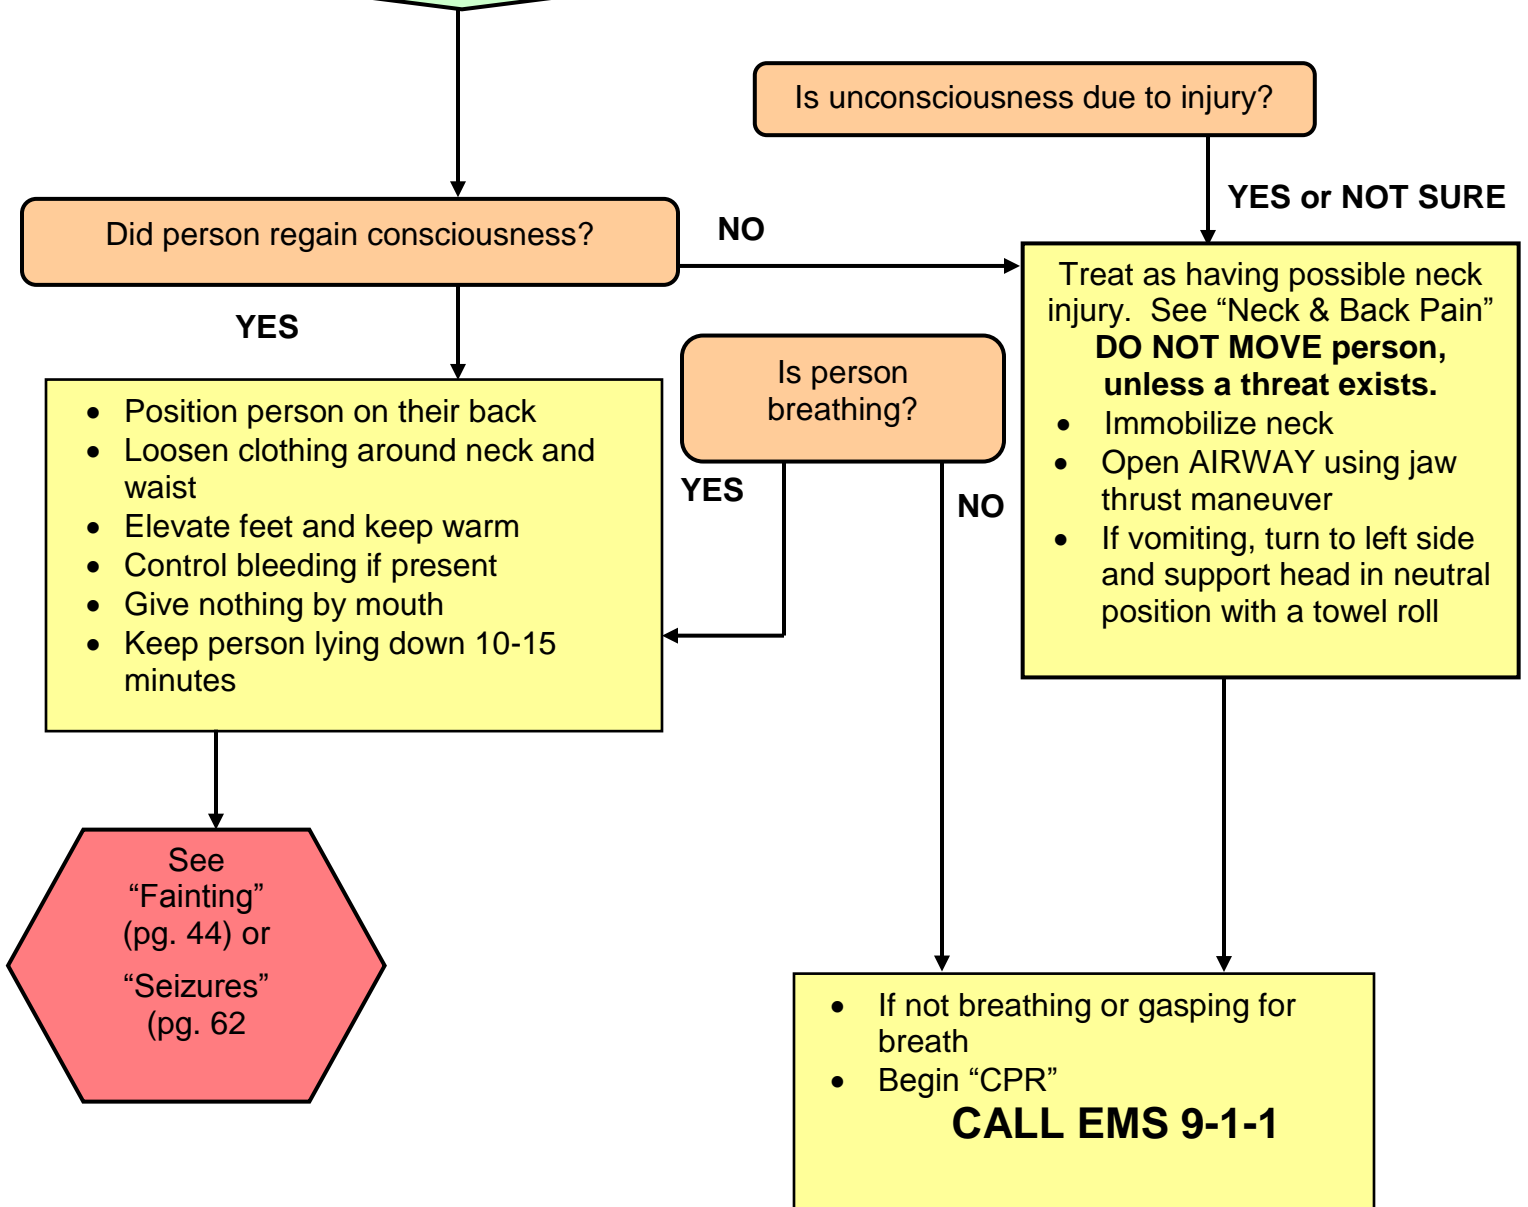 Is unconsciousness due to injury?
YES or NOT SURE
Did person regain consciousness?
NO
YES
Treat as having possible neck
injury.  See “Neck & Back Pain”
DO NOT MOVE person,
unless a threat exists.
• Immobilize neck
• Open AIRWAY using jaw
thrust maneuver
• If vomiting, turn to left side
and support head in neutral
position with a towel roll
Is person
breathing?
YES
NO
• Position person on their back
• Loosen clothing around neck and
waist
• Elevate feet and keep warm
• Control bleeding if present
• Give nothing by mouth
• Keep person lying down 10-15
minutes
See
“Fainting”
(pg. 44) or
“Seizures”
(pg. 62
• If not breathing or gasping for
breath
• Begin “CPR”
CALL EMS 9-1-1